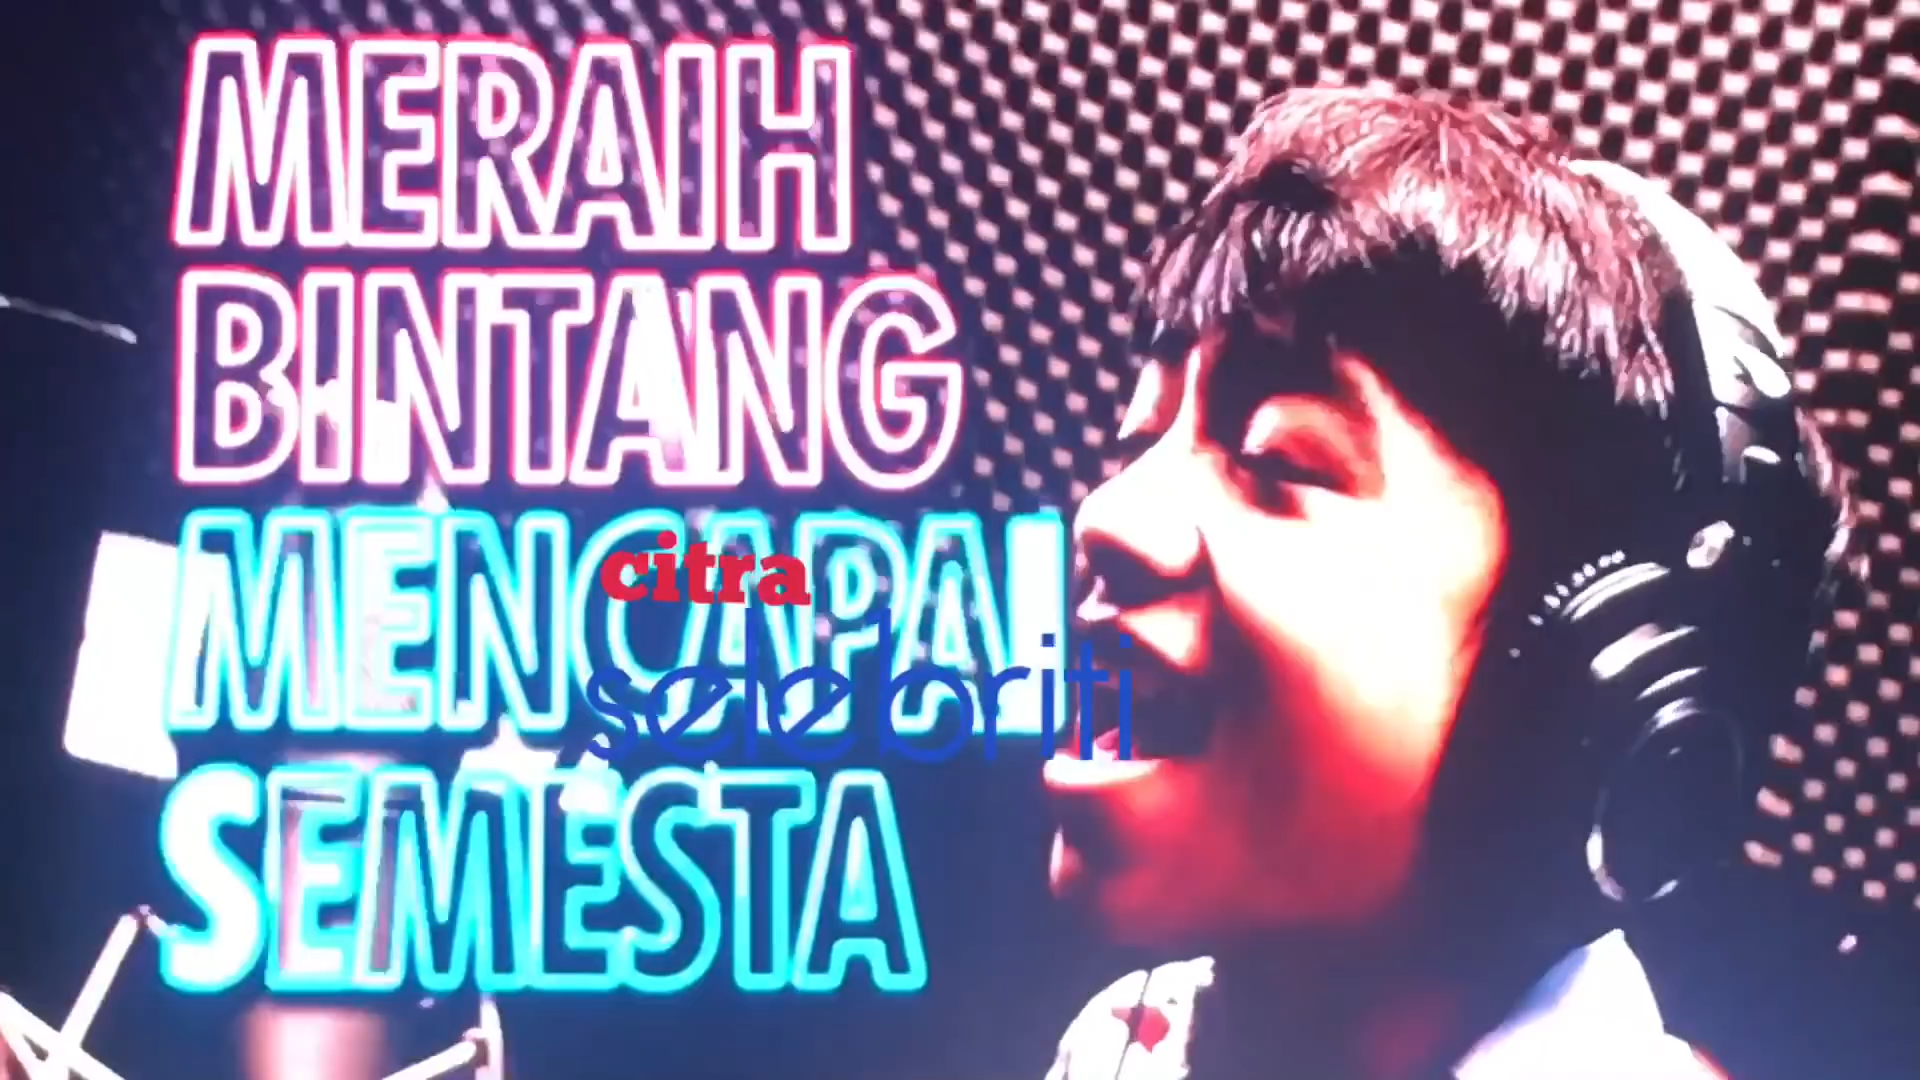 MERAIH
BINTANG
MENCAPAI
SEMESTA
citra
selebriti